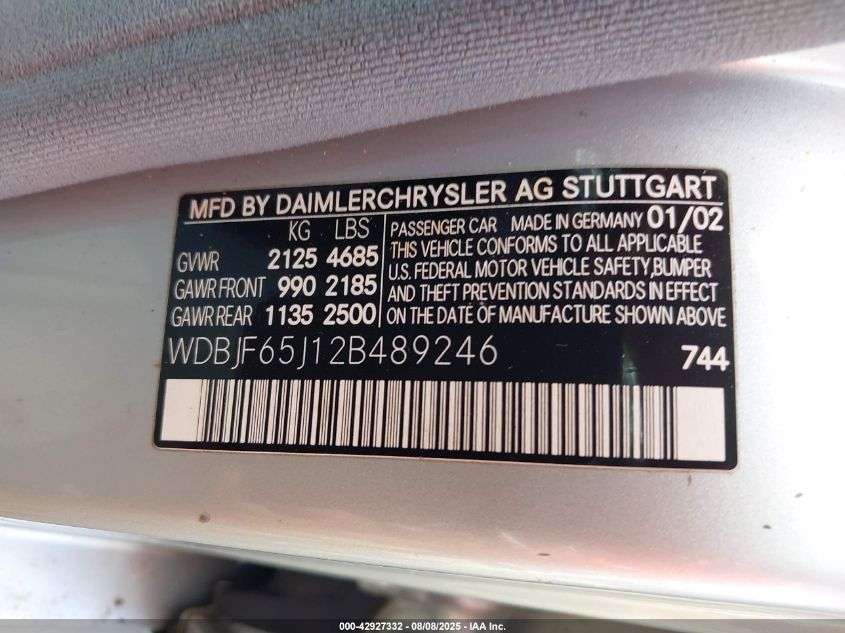 MFD BY DAIMLERCHRYSLER AG STUTTGART
KG LBS
GVWR 2125 4685
GAWR FRONT 990 2185
GAWR REAR 1135 2500
PASSENGER CAR MADE IN GERMANY 01/02
THIS VEHICLE CONFORMS TO ALL APPLICABLE
U.S. FEDERAL MOTOR VEHICLE SAFETY,BUMPER
AND THEFT PREVENTION STANDARDS IN EFFECT
ON THE DATE OF MANUFACTURE SHOWN ABOVE
WDBJF65J12B489246 744
000-42927332 - 08/08/2025 - IAA Inc.